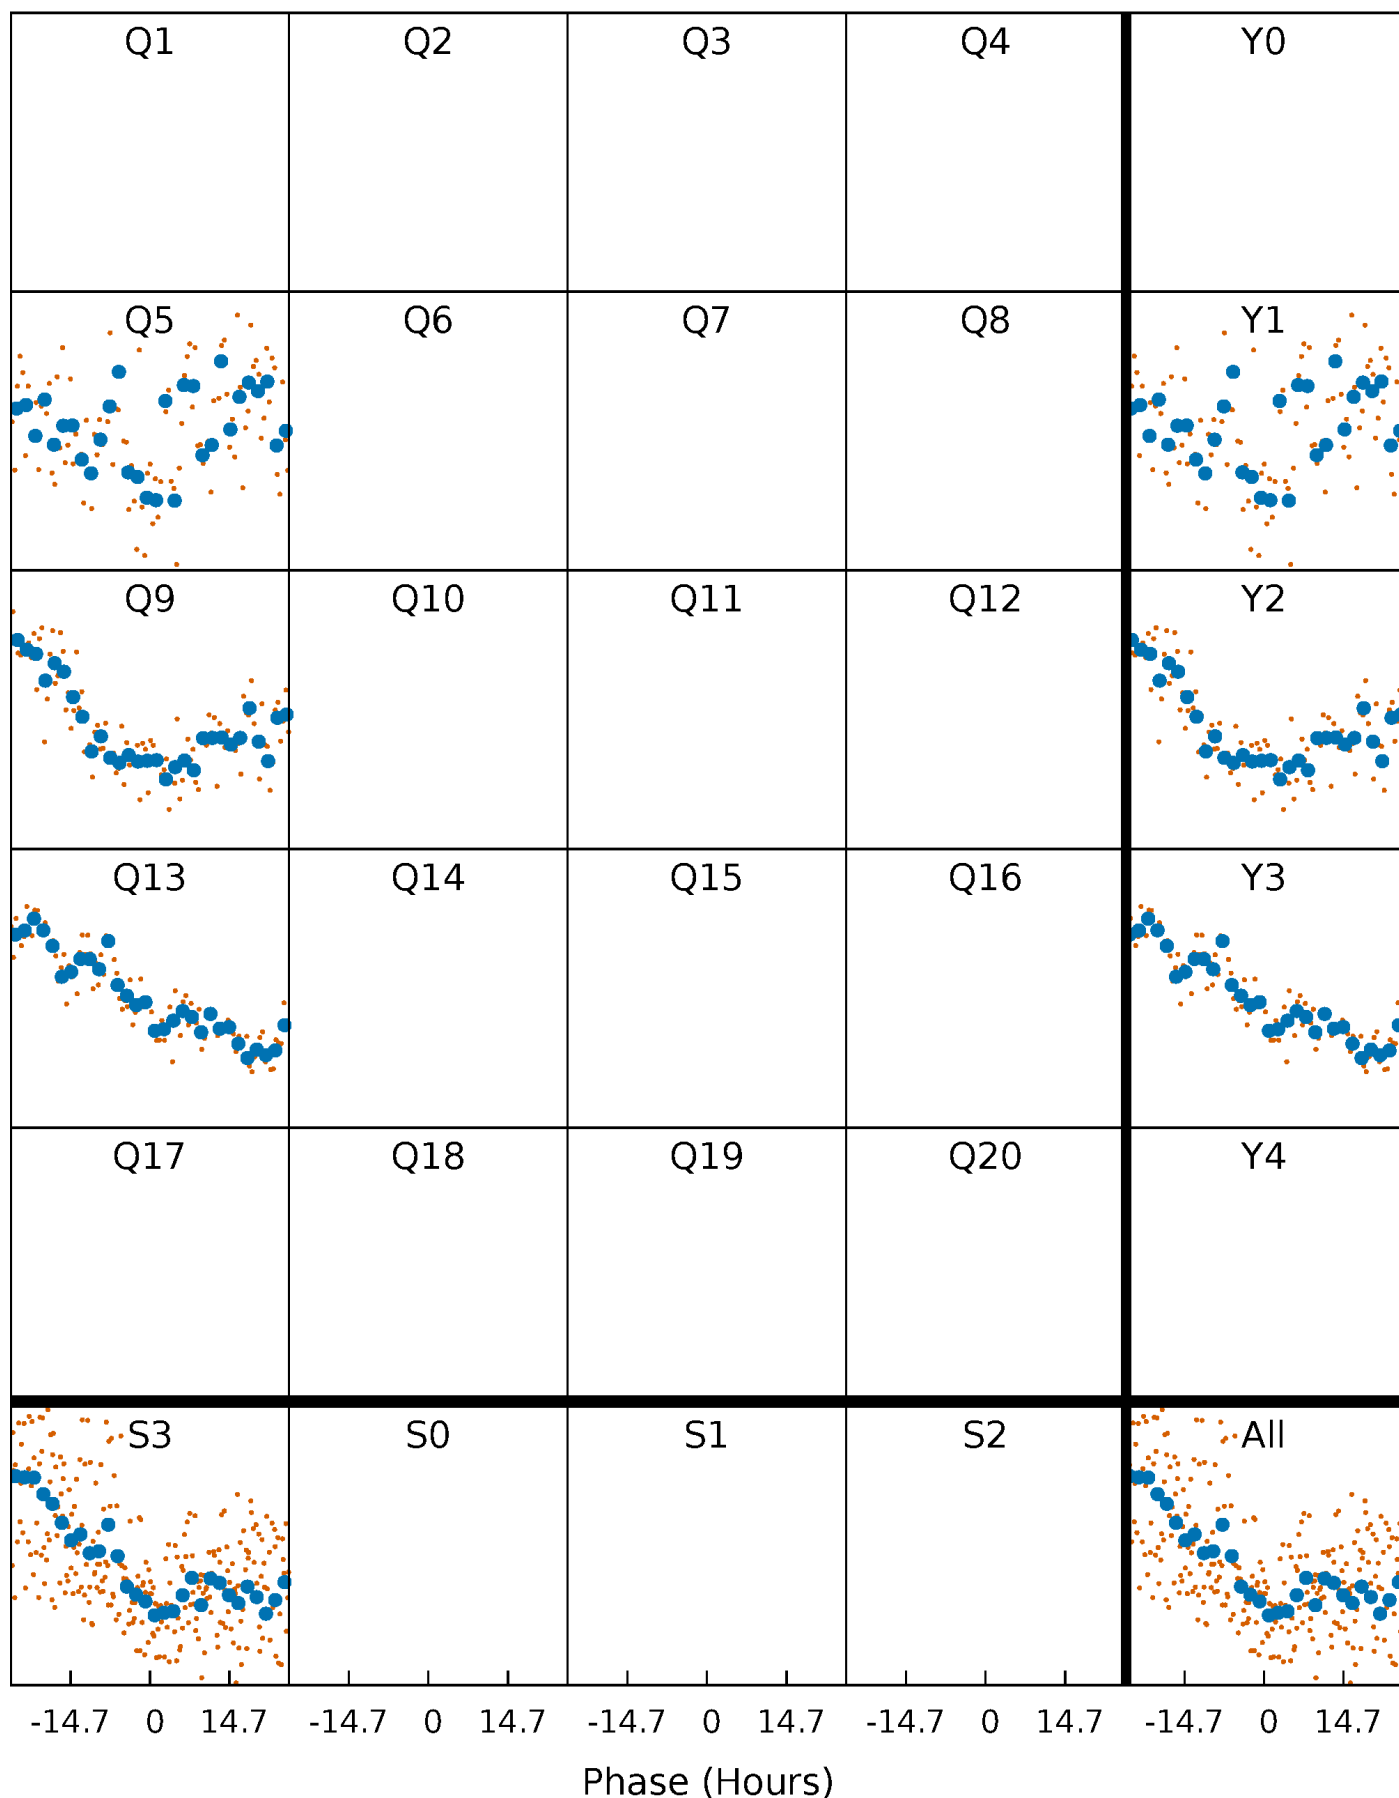 Q1 Q2 Q3 Q4 Y0
Q5 Q6 Q7 Q8 Y1
Q9 Q10 Q11 Q12 Y2
Q13 Q14 Q15 Q16 Y3
Q17 Q18 Q19 Q20 Y4
S3 S0 S1 S2 All
-14.7 0 14.7 -14.7 0 14.7 -14.7 0 14.7 -14.7 0 14.7 -14.7 0 14.7
Phase (Hours)